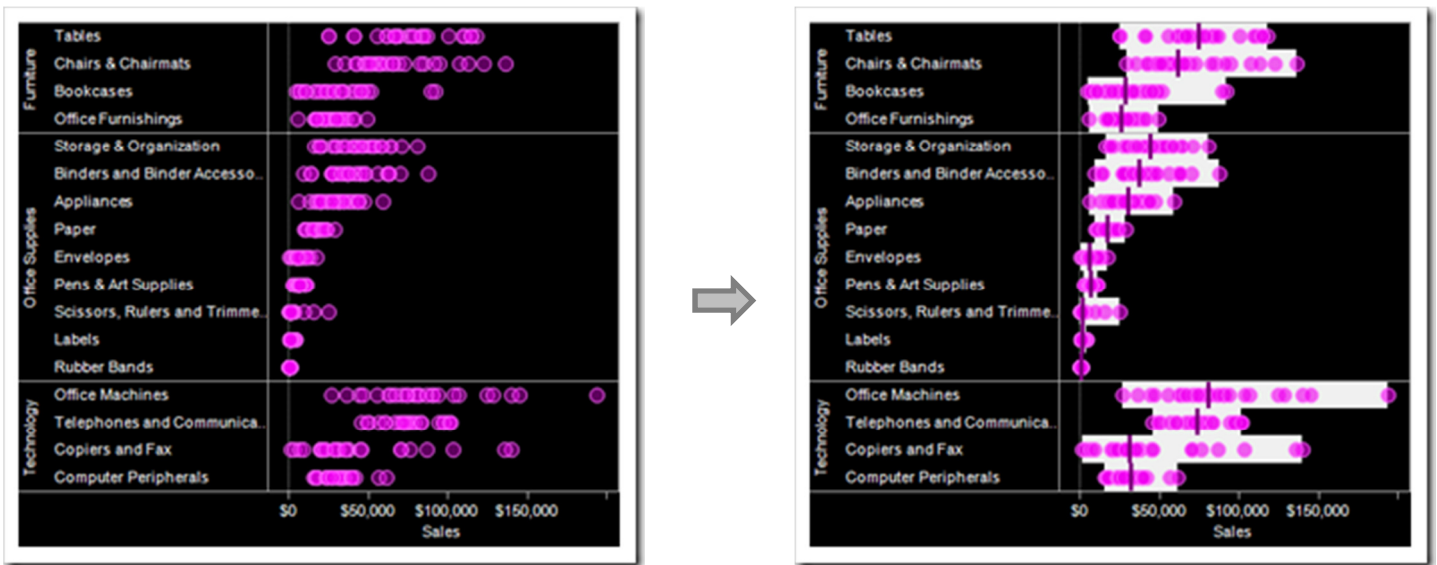 Furniture
Tables
Chairs & Chairmats
Bookcases
Office Furnishings
Office Supplies
Storage & Organization
Binders and Binder Accesso..
Appliances
Paper
Envelopes
Pens & Art Supplies
Scissors, Rulers and Trimme..
Labels
Rubber Bands
Technology
Office Machines
Telephones and Communica..
Copiers and Fax
Computer Peripherals
$0 $50,000 $100,000 $150,000
Sales
Furniture
Tables
Chairs & Chairmats
Bookcases
Office Furnishings
Office Supplies
Storage & Organization
Binders and Binder Accesso..
Appliances
Paper
Envelopes
Pens & Art Supplies
Scissors, Rulers and Trimme..
Labels
Rubber Bands
Technology
Office Machines
Telephones and Communica..
Copiers and Fax
Computer Peripherals
$0 $50,000 $100,000 $150,000
Sales